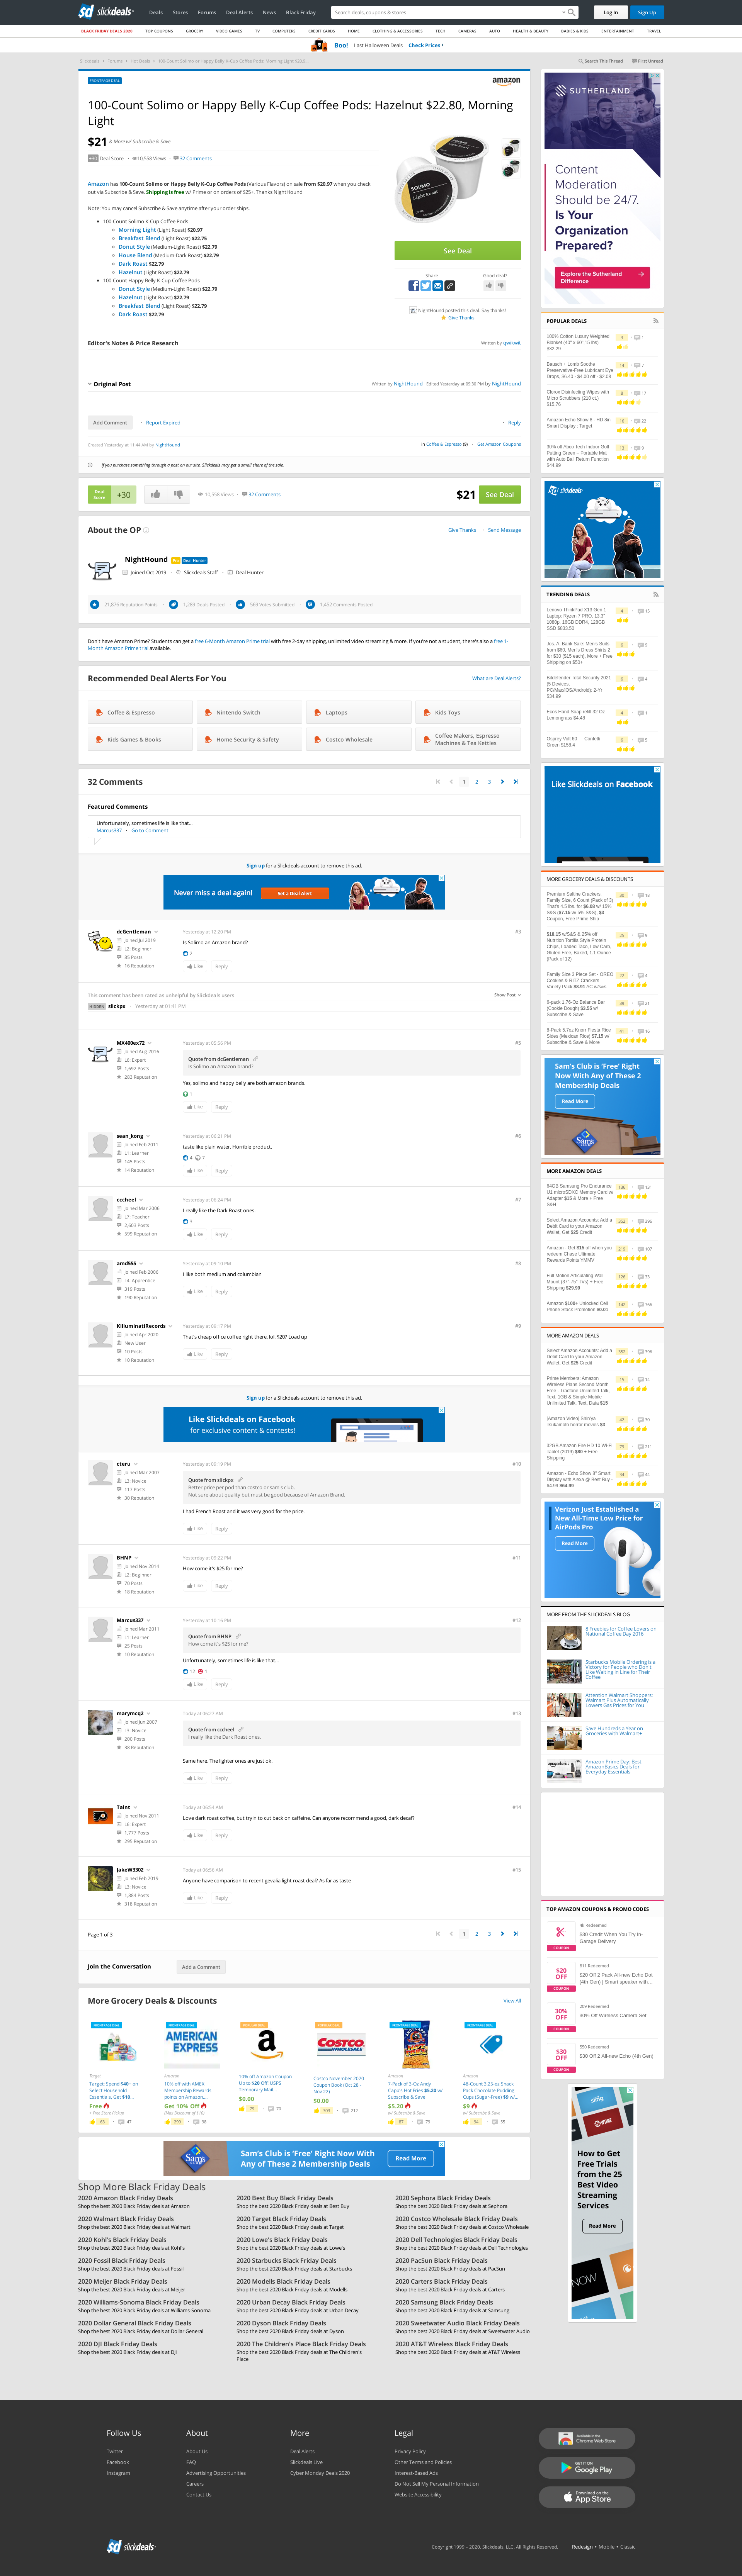 sd slickdeals
Deals Stores Forums Deal Alerts News Black Friday
Search deals, coupons & stores
Log In Sign Up
BLACK FRIDAY DEALS 2020 TOP COUPONS GROCERY VIDEO GAMES TV COMPUTERS CREDIT CARDS HOME CLOTHING & ACCESSORIES TECH CAMERAS AUTO HEALTH & BEAUTY BABIES & KIDS ENTERTAINMENT TRAVEL
Boo! Last Halloween Deals Check Prices
Search This Thread First Unread
FRONTPAGE DEAL
amazon
100-Count Solimo or Happy Belly K-Cup Coffee Pods: Hazelnut $22.80, Morning
Light
$21 & More w/ Subscribe & Save
+30 Deal Score 10,558 Views 32 Comments
Amazon has 100-Count Solimo or Happy Belly K-Cup Coffee Pods (Various Flavors) on sale from $20.97 when you check
out via Subscribe & Save. Shipping is free w/ Prime or on orders of $25+. Thanks NightHound
Note: You may cancel Subscribe & Save anytime after your order ships.
100-Count Solimo K-Cup Coffee Pods
Morning Light (Light Roast) $20.97
Breakfast Blend (Light Roast) $22.75
Donut Style (Medium-Light Roast) $22.79
House Blend (Medium-Dark Roast) $22.79
Dark Roast $22.79
Hazelnut (Light Roast) $22.79
100-Count Happy Belly K-Cup Coffee Pods
Donut Style (Medium-Light Roast) $22.79
Hazelnut (Light Roast) $22.79
Breakfast Blend (Light Roast) $22.79
Dark Roast $22.79
See Deal
Share Good deal?
NightHound posted this deal. Say thanks!
Give Thanks
Editor's Notes & Price Research Written by qwikwit
Original Post Written by NightHound Edited Yesterday at 09:30 PM by NightHound
Add Comment Report Expired Reply
Created Yesterday at 11:44 AM by NightHound in Coffee & Espresso (9) Get Amazon Coupons
If you purchase something through a post on our site, Slickdeals may get a small share of the sale.
Deal Score +30 10,558 Views 32 Comments $21 See Deal
About the OP Give Thanks Send Message
NightHound Pro Deal Hunter
Joined Oct 2019 Slickdeals Staff Deal Hunter
21,876 Reputation Points 1,289 Deals Posted 569 Votes Submitted 1,452 Comments Posted
Don't have Amazon Prime? Students can get a free 6-Month Amazon Prime trial with free 2-day shipping, unlimited video streaming & more. If you're not a student, there's also a free 1-
Month Amazon Prime trial available.
Recommended Deal Alerts For You What are Deal Alerts?
Coffee & Espresso Nintendo Switch Laptops Kids Toys
Kids Games & Books Home Security & Safety Costco Wholesale Coffee Makers, Espresso Machines & Tea Kettles
32 Comments 1 2 3
Featured Comments
Unfortunately, sometimes life is like that...
Marcus337 Go to Comment
Sign up for a Slickdeals account to remove this ad.
Never miss a deal again! Set a Deal Alert
dcGentleman Yesterday at 12:20 PM #3
Joined Jul 2019
L2: Beginner
85 Posts
16 Reputation
Is Solimo an Amazon brand?
2
Like Reply
This comment has been rated as unhelpful by Slickdeals users Show Post
slickpx Yesterday at 01:41 PM
MX400ex72 Yesterday at 05:56 PM #5
Joined Aug 2016
L6: Expert
1,692 Posts
283 Reputation
Quote from dcGentleman
Is Solimo an Amazon brand?
Yes, solimo and happy belly are both amazon brands.
1
Like Reply
sean_kong Yesterday at 06:21 PM #6
Joined Feb 2011
L1: Learner
145 Posts
14 Reputation
taste like plain water. Horrible product.
4 7
Like Reply
cccheel Yesterday at 06:24 PM #7
Joined Mar 2006
L7: Teacher
2,603 Posts
599 Reputation
I really like the Dark Roast ones.
3
Like Reply
amd555 Yesterday at 09:10 PM #8
Joined Feb 2006
L4: Apprentice
319 Posts
190 Reputation
I like both medium and columbian
Like Reply
KilluminatiRecords Yesterday at 09:17 PM #9
Joined Apr 2020
New User
10 Posts
10 Reputation
That's cheap office coffee right there, lol. $20? Load up
Like Reply
Sign up for a Slickdeals account to remove this ad.
Like Slickdeals on Facebook
for exclusive content & contests!
cteru Yesterday at 09:19 PM #10
Joined Mar 2007
L3: Novice
117 Posts
30 Reputation
Quote from slickpx
Better price per pod than costco or sam's club.
Not sure about quality but must be good because of Amazon Brand.
I had French Roast and it was very good for the price.
Like Reply
BHNP Yesterday at 09:22 PM #11
Joined Nov 2014
L2: Beginner
70 Posts
18 Reputation
How come it's $25 for me?
Like Reply
Marcus337 Yesterday at 10:16 PM #12
Joined Mar 2011
L1: Learner
25 Posts
10 Reputation
Quote from BHNP
How come it's $25 for me?
Unfortunately, sometimes life is like that...
12 1
Like Reply
marymcq2 Today at 06:27 AM #13
Joined Jun 2007
L3: Novice
200 Posts
38 Reputation
Quote from cccheel
I really like the Dark Roast ones.
Same here. The lighter ones are just ok.
Like Reply
Taint Today at 06:54 AM #14
Joined Nov 2011
L6: Expert
1,777 Posts
295 Reputation
Love dark roast coffee, but tryin to cut back on caffeine. Can anyone recommend a good, dark decaf?
Like Reply
JakeW3302 Today at 06:56 AM #15
Joined Feb 2019
L3: Novice
1,884 Posts
318 Reputation
Anyone have comparison to recent gevalia light roast deal? As far as taste
Like Reply
Page 1 of 3 1 2 3
Join the Conversation Add a Comment
More Grocery Deals & Discounts View All
AMERICAN EXPRESS
COSTCO WHOLESALE
Target: Spend $40+ on Select Household Essentials, Get $10...
Free
10% off with AMEX Membership Rewards points on Amazon...
Get 10% Off
10% off Amazon Coupon Up to $20 Off! USPS Temporary Mail...
$0.00
Costco November 2020 Coupon Book (Oct 28 - Nov 22)
$0.00
7-Pack of 3-Oz Andy Capp's Hot Fries $5.20 w/ Subscribe & Save
$5.20
48-Count 3.25-oz Snack Pack Chocolate Pudding Cups (Sugar Free) $9 w/...
$9
Sam's Club is 'Free' Right Now With
Any of These 2 Membership Deals
Read More
Shop More Black Friday Deals
2020 Amazon Black Friday Deals
Shop the best 2020 Black Friday deals at Amazon
2020 Best Buy Black Friday Deals
Shop the best 2020 Black Friday deals at Best Buy
2020 Sephora Black Friday Deals
Shop the best 2020 Black Friday deals at Sephora
2020 Walmart Black Friday Deals
Shop the best 2020 Black Friday deals at Walmart
2020 Target Black Friday Deals
Shop the best 2020 Black Friday deals at Target
2020 Costco Wholesale Black Friday Deals
Shop the best 2020 Black Friday deals at Costco Wholesale
2020 Kohl's Black Friday Deals
Shop the best 2020 Black Friday deals at Kohl's
2020 Lowe's Black Friday Deals
Shop the best 2020 Black Friday deals at Lowe's
2020 Dell Technologies Black Friday Deals
Shop the best 2020 Black Friday deals at Dell Technologies
2020 Fossil Black Friday Deals
Shop the best 2020 Black Friday deals at Fossil
2020 Starbucks Black Friday Deals
Shop the best 2020 Black Friday deals at Starbucks
2020 PacSun Black Friday Deals
Shop the best 2020 Black Friday deals at PacSun
2020 Meijer Black Friday Deals
Shop the best 2020 Black Friday deals at Meijer
2020 Modells Black Friday Deals
Shop the best 2020 Black Friday deals at Modells
2020 Carters Black Friday Deals
Shop the best 2020 Black Friday deals at Carters
2020 Williams-Sonoma Black Friday Deals
Shop the best 2020 Black Friday deals at Williams-Sonoma
2020 Urban Decay Black Friday Deals
Shop the best 2020 Black Friday deals at Urban Decay
2020 Samsung Black Friday Deals
Shop the best 2020 Black Friday deals at Samsung
2020 Dollar General Black Friday Deals
Shop the best 2020 Black Friday deals at Dollar General
2020 Dyson Black Friday Deals
Shop the best 2020 Black Friday deals at Dyson
2020 Sweetwater Audio Black Friday Deals
Shop the best 2020 Black Friday deals at Sweetwater Audio
2020 DJI Black Friday Deals
Shop the best 2020 Black Friday deals at DJI
2020 The Children's Place Black Friday Deals
Shop the best 2020 Black Friday deals at The Children's
Place
2020 AT&T Wireless Black Friday Deals
Shop the best 2020 Black Friday deals at AT&T Wireless
SUTHERLAND
Content
Moderation
Should be 24/7.
Is Your
Organization
Prepared?
Explore the Sutherland
Difference
POPULAR DEALS
100% Cotton Luxury Weighted
Blanket (40" x 60",15 lbs)
$32.29
Bausch + Lomb Soothe
Preservative-Free Lubricant Eye
Drops, $6.40 - $4.00 off - $2.08
Clorox Disinfecting Wipes with
Micro Scrubbers (210 ct.)
$15.76
Amazon Echo Show 8 - HD 8in
Smart Display : Target
30% off Abco Tech Indoor Golf
Putting Green – Portable Mat
with Auto Ball Return Function
$44.99
TRENDING DEALS
Lenovo ThinkPad X13 Gen 1
Laptop: Ryzen 7 PRO, 13.3"
1080p, 16GB DDR4, 128GB
SSD $603.50
Jos. A. Bank Sale: Men's Suits
from $60, Men's Dress Shirts 2
for $30 ($15 each), More + Free
Shipping on $50+
Bitdefender Total Security 2021
(5 Devices,
PC/Mac/iOS/Android), 2-Yr
$34.99
Ecos Hand Soap refill 32 Oz
Lemongrass $4.48
Osprey Volt 60 — Conifett
Green $156.4
Like Slickdeals on Facebook
MORE GROCERY DEALS & DISCOUNTS
Premium Saltine Crackers,
Family Size, 6 Count (Pack of 3)
That's 4.5 lbs. for $6.06 w/ 15%
S&S ($7.15 w/ 5% S&S). $3
Coupon, Free Prime Ship
$18.15 w/S&S & 25% off
Nutrition Tortilla Style Protein
Chips, Loaded Taco, Low Carb,
Gluten Free, Baked, 1.1 Ounce
(Pack of 12)
Family Size 3 Piece Set - OREO
Cookies & RITZ Crackers
Variety Pack $6.91 AC w/s&s
6-pack 1.76-Oz Balance Bar
(Cookie Dough) $3.55 w/
Subscribe & Save
8-Pack 5.7oz Knorr Fiesta Rice
Sides (Mexican Rice) $7.15 w/
Subscribe & Save & More
Sam's Club is 'Free' Right
Now With Any of These 2
Membership Deals
Read More
MORE AMAZON DEALS
64GB Samsung Pro Endurance
U1 microSDXC Memory Card w/
Adapter $15 & More + Free
S&H
Select Amazon Accounts: Add a
Debit Card to your Amazon
Wallet, Get $25 Credit
Amazon - Get $15 off when you
redeem Chase Ultimate
Rewards Points YMMV
Full Motion Articulating Wall
Mount (37"-75" TVs) + Free
Shipping $29.99
Amazon $100+ Unlocked Cell
Phone Stack Promotion $0.01
MORE AMAZON DEALS
Select Amazon Accounts: Add a
Debit Card to your Amazon
Wallet, Get $25 Credit
Prime Members: Amazon
Wireless Plans Second Month
Free - Tracfone Unlimited Talk,
Text, 1GB & Simple Mobile
Unlimited Talk, Text, Data $15
[Amazon Video] Shin'ya
Tsukamoto horror movies $3
32GB Amazon Fire HD 10 Wi-Fi
Tablet (2019) $80 + Free
Shipping
Amazon - Echo Show 8" Smart
Display with Alexa @ Best Buy -
64.99 $64.99
Verizon Just Established a
New All-Time Low Price for
AirPods Pro
Read More
MORE FROM THE SLICKDEALS BLOG
8 Freebies for Coffee Lovers on
National Coffee Day 2016
Starbucks Mobile Ordering is a
Victory for People who Don't
Like Waiting in Line for Their
Coffee
Attention Walmart Shoppers:
Walmart Plus Automatically
Lowers Gas Prices for You
Save Hundreds a Year on
Groceries with Walmart+
Amazon Prime Day: Best
AmazonBasics Deals for
Everyday Essentials
TOP AMAZON COUPONS & PROMO CODES
4k Redeemed
$30 Credit When You Try In-
Garage Delivery
COUPON
$20 OFF
811 Redeemed
$20 Off 2 Pack All-new Echo Dot
(4th Gen) | Smart speaker with...
COUPON
30% OFF
209 Redeemed
30% Off Wireless Camera Set
COUPON
$30 OFF
550 Redeemed
$30 Off 2 All-new Echo (4th Gen)
COUPON
sling
SHOWTIME
How to Get
Free Trials
from the 25
Best Video
Streaming
Services
Read More
NOW
Follow Us About More Legal
Twitter
Facebook
Instagram
About Us
FAQ
Advertising Opportunities
Careers
Contact Us
Deal Alerts
Slickdeals Live
Cyber Monday Deals 2020
Privacy Policy
Other Terms and Policies
Interest-Based Ads
Do Not Sell My Personal Information
Website Accessibility
Available in the Chrome Web Store
GET IT ON Google Play
Download on the App Store
sd slickdeals
Copyright 1999 – 2020. Slickdeals, LLC. All Rights Reserved. Redesign • Mobile • Classic